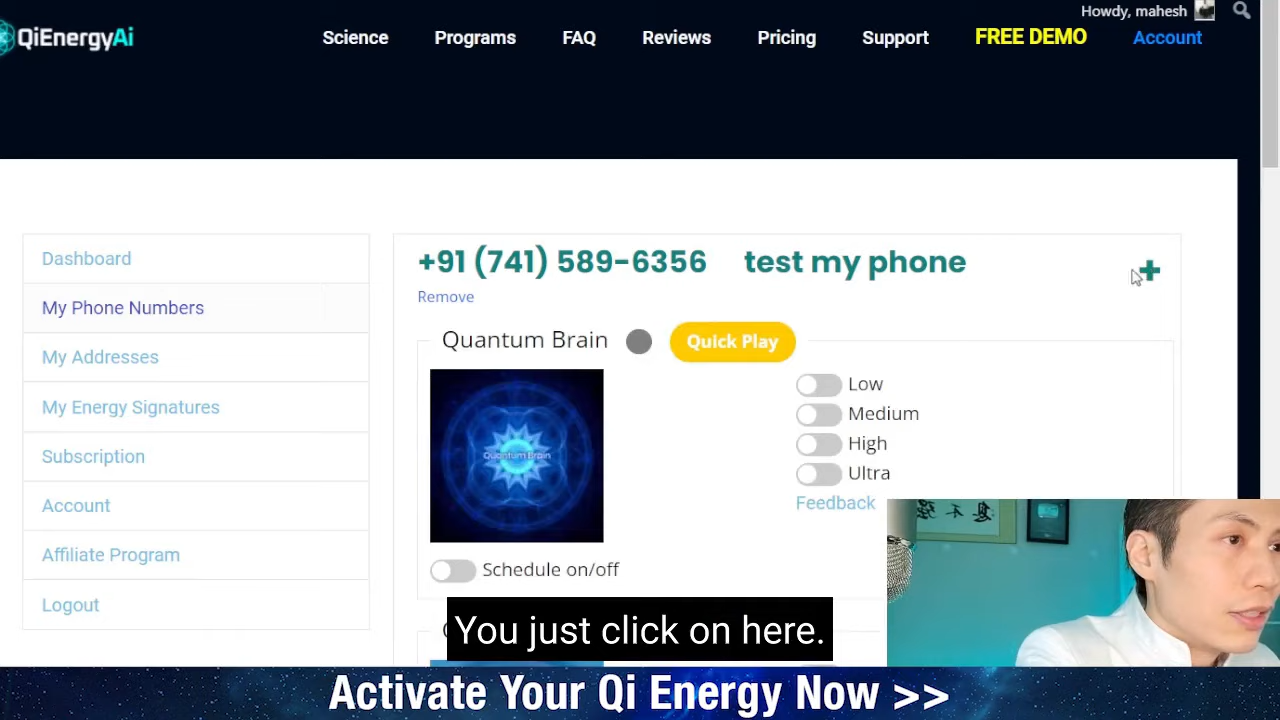 Howdy, mahesh
QiEnergyAi
Science Programs FAQ Reviews Pricing Support FREE DEMO Account
Dashboard
My Phone Numbers
My Addresses
My Energy Signatures
Subscription
Account
Affiliate Program
Logout
+91 (741) 589-6356 test my phone
Remove
Quantum Brain Quick Play
Quantum Brain
Low
Medium
High
Ultra
Feedback
Schedule on/off
You just click on here.
Activate Your Qi Energy Now >>